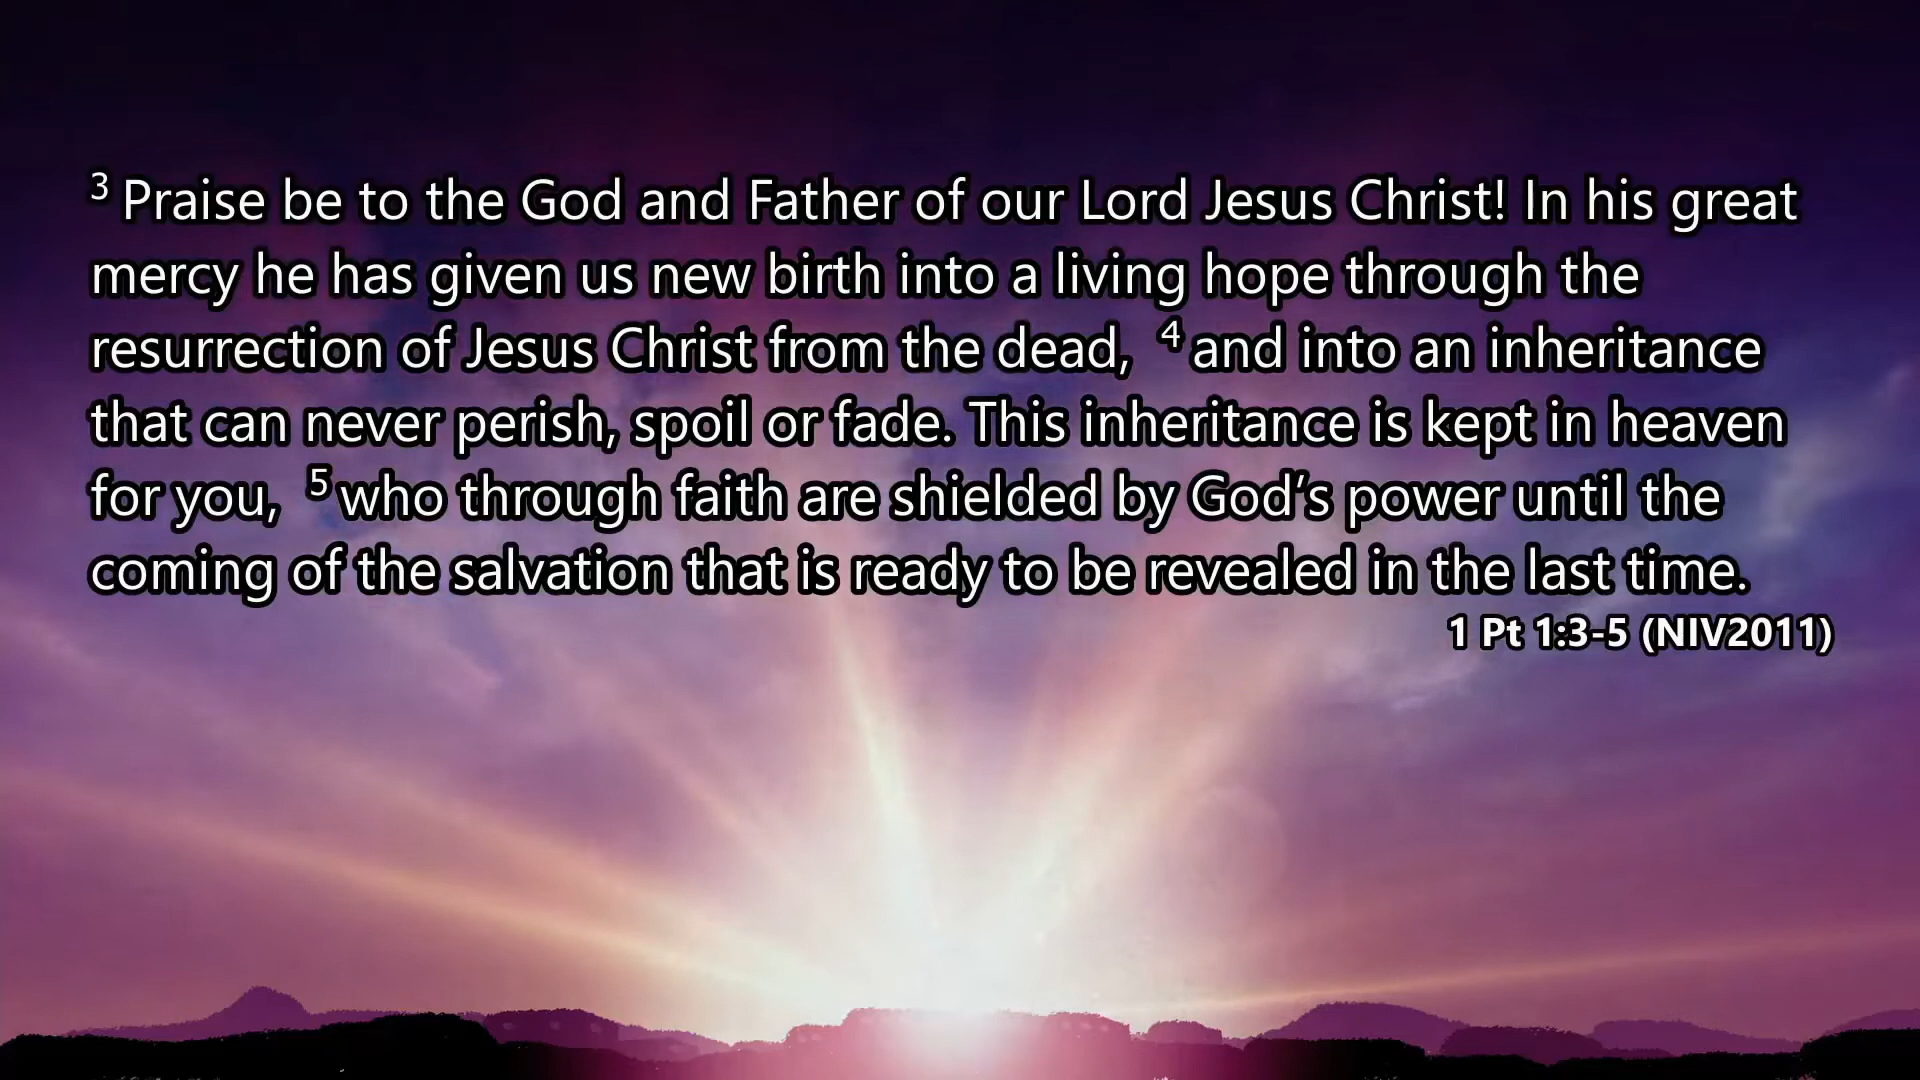 ³ Praise be to the God and Father of our Lord Jesus Christ! In his great
mercy he has given us new birth into a living hope through the
resurrection of Jesus Christ from the dead, ⁴ and into an inheritance
that can never perish, spoil or fade. This inheritance is kept in heaven
for you, ⁵ who through faith are shielded by God’s power until the
coming of the salvation that is ready to be revealed in the last time.
1 Pt 1:3-5 (NIV2011)